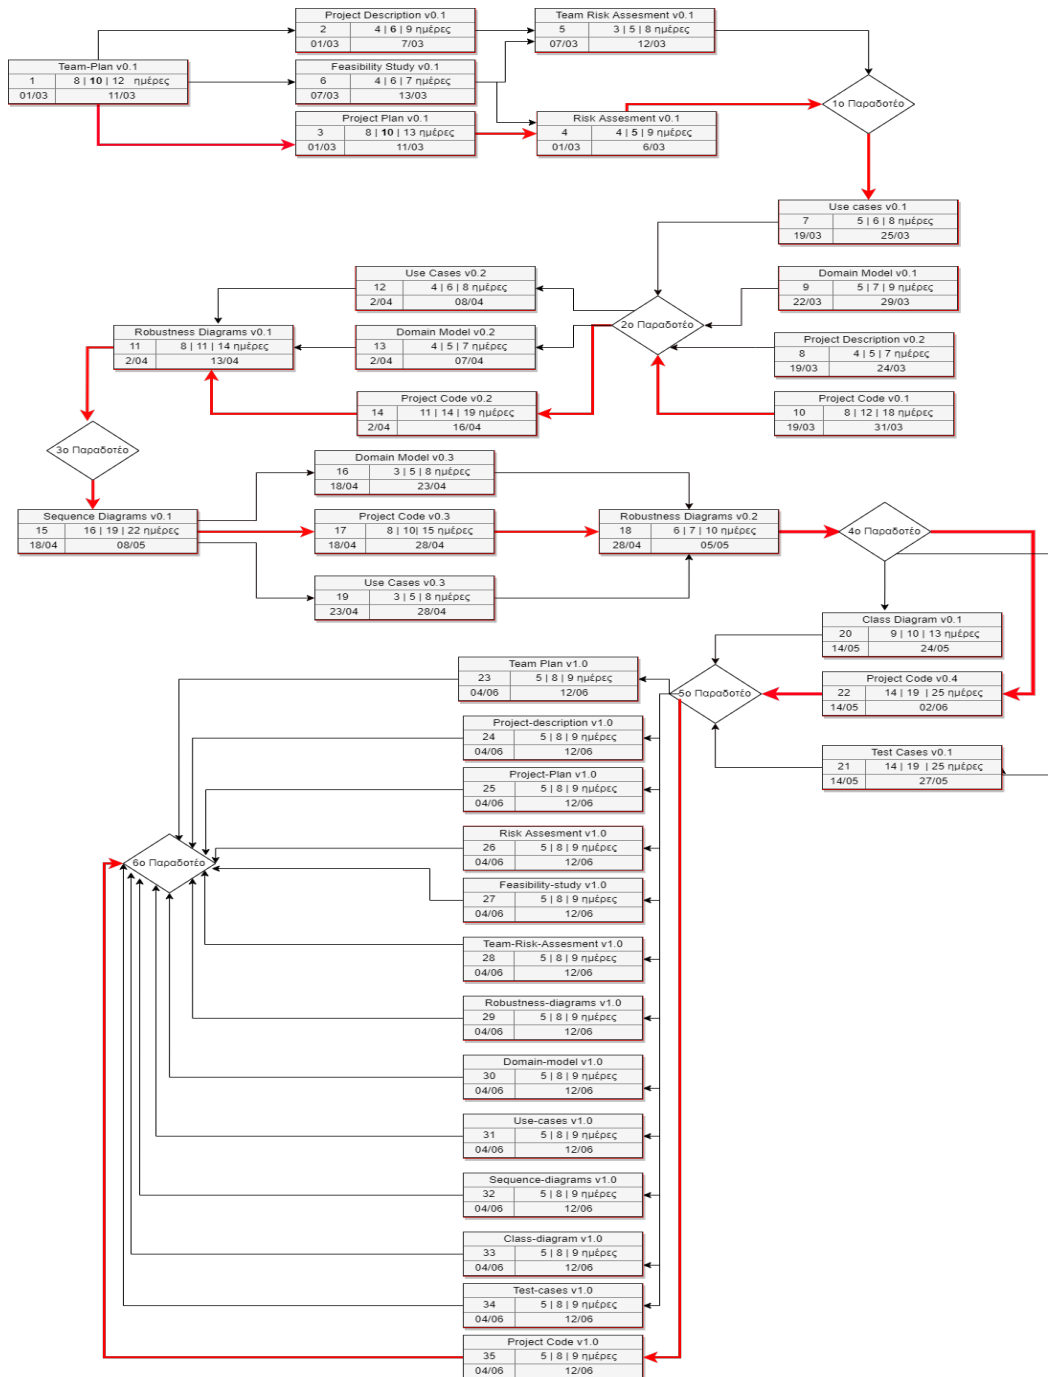 Project Description v0.1
2 4 | 6 | 9 ημέρες
01/03 7/03
Team Risk Assesment v0.1
5 3 | 5 | 8 ημέρες
07/03 12/03
Team-Plan v0.1
1 8 | 10 | 12 ημέρες
01/03 11/03
Feasibility Study v0.1
6 4 | 6 | 7 ημέρες
07/03 13/03
Project Plan v0.1
3 8 | 10 | 13 ημέρες
01/03 11/03
Risk Assesment v0.1
4 4 | 5 | 9 ημέρες
01/03 6/03
1ο Παραδοτέο
Use cases v0.1
7 5 | 6 | 8 ημέρες
19/03 25/03
Domain Model v0.1
9 5 | 7 | 9 ημέρες
22/03 29/03
Project Description v0.2
8 4 | 5 | 7 ημέρες
19/03 24/03
Project Code v0.1
10 8 | 12 | 18 ημέρες
19/03 31/03
2ο Παραδοτέο
Use Cases v0.2
12 4 | 6 | 8 ημέρες
2/04 08/04
Domain Model v0.2
13 4 | 5 | 7 ημέρες
2/04 07/04
Project Code v0.2
14 11 | 14 | 19 ημέρες
2/04 16/04
Robustness Diagrams v0.1
11 8 | 11 | 14 ημέρες
2/04 13/04
3ο Παραδοτέο
Sequence Diagrams v0.1
15 16 | 19 | 22 ημέρες
18/04 08/05
Domain Model v0.3
16 3 | 5 | 8 ημέρες
18/04 23/04
Project Code v0.3
17 8 | 10| 15 ημέρες
18/04 28/04
Use Cases v0.3
19 3 | 5 | 8 ημέρες
23/04 28/04
Robustness Diagrams v0.2
18 6 | 7 | 10 ημέρες
28/04 05/05
4ο Παραδοτέο
Class Diagram v0.1
20 9 | 10 | 13 ημέρες
14/05 24/05
Project Code v0.4
22 14 | 19 | 25 ημέρες
14/05 02/06
Test Cases v0.1
21 14 | 19 | 25 ημέρες
14/05 27/05
5ο Παραδοτέο
Team Plan v1.0
23 5 | 8 | 9 ημέρες
04/06 12/06
Project-description v1.0
24 5 | 8 | 9 ημέρες
04/06 12/06
Project-Plan v1.0
25 5 | 8 | 9 ημέρες
04/06 12/06
Risk Assesment v1.0
26 5 | 8 | 9 ημέρες
04/06 12/06
Feasibility-study v1.0
27 5 | 8 | 9 ημέρες
04/06 12/06
Team-Risk-Assesment v1.0
28 5 | 8 | 9 ημέρες
04/06 12/06
Robustness-diagrams v1.0
29 5 | 8 | 9 ημέρες
04/06 12/06
Domain-model v1.0
30 5 | 8 | 9 ημέρες
04/06 12/06
Use-cases v1.0
31 5 | 8 | 9 ημέρες
04/06 12/06
Sequence-diagrams v1.0
32 5 | 8 | 9 ημέρες
04/06 12/06
Class-diagram v1.0
33 5 | 8 | 9 ημέρες
04/06 12/06
Test-cases v1.0
34 5 | 8 | 9 ημέρες
04/06 12/06
Project Code v1.0
35 5 | 8 | 9 ημέρες
04/06 12/06
6ο Παραδοτέο